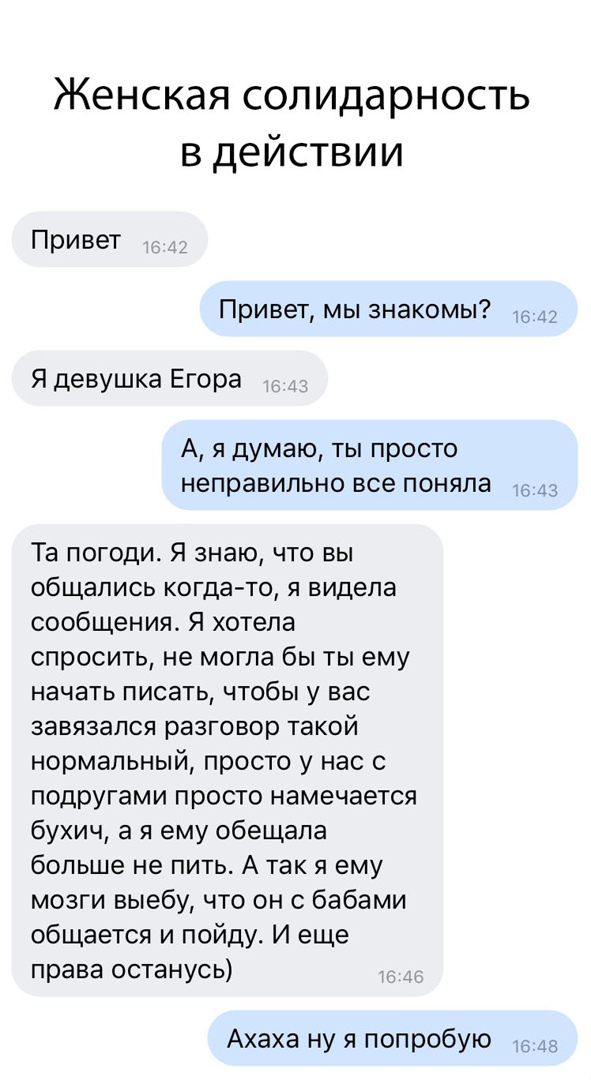 Женская солидарность
в действии
Привет 16:42
Привет, мы знакомы? 16:42
Я девушка Егора 16:43
А, я думаю, ты просто
неправильно все поняла 16:43
Та погоди. Я знаю, что вы
общались когда-то, я видела
сообщения. Я хотела
спросить, не могла бы ты ему
начать писать, чтобы у вас
завязался разговор такой
нормальный, просто у нас с
подругами просто намечается
бухич, а я ему обещала
больше не пить. А так я ему
мозги выебу, что он с бабами
общается и пойду. И еще
права останусь) 16:46
Ахаха ну я попробую 16:48